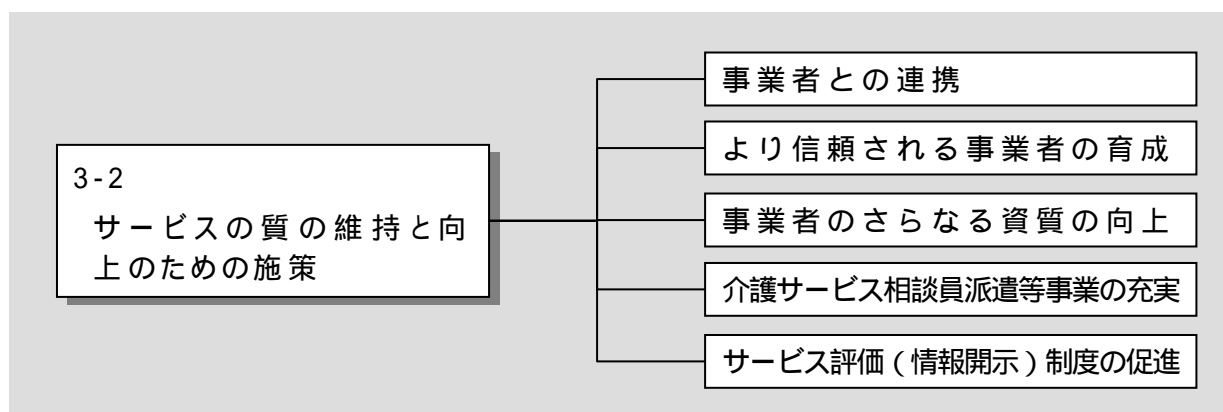 3-2
サービスの質の維持と向
上のための施策
事業者との連携
より信頼される事業者の育成
事業者のさらなる資質の向上
介護サービス相談員派遣等事業の充実
サービス評価（情報開示）制度の促進